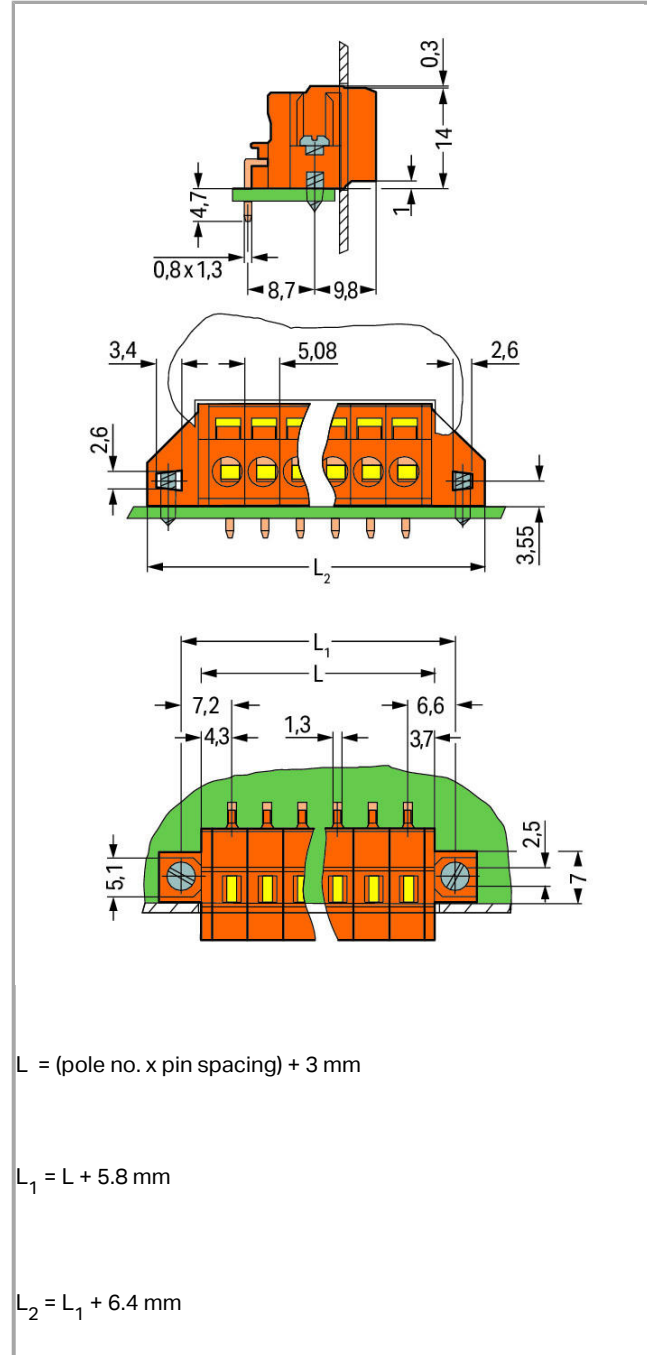 0,3
14
4,7
1
0,8 x 1,3
8,7
9,8
3,4
5,08
2,6
2,6
3,55
L2
L1
L
7,2
6,6
4,3
1,3
3,7
2,5
5,1
7
L = (pole no. x pin spacing) + 3 mm
L1 = L + 5.8 mm
L2 = L1 + 6.4 mm